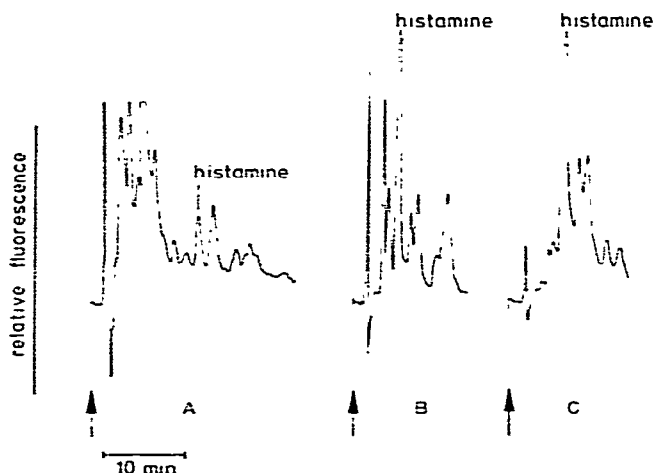 histamine
histamine
histamine
relative fluorescence
A
B
C
10 min